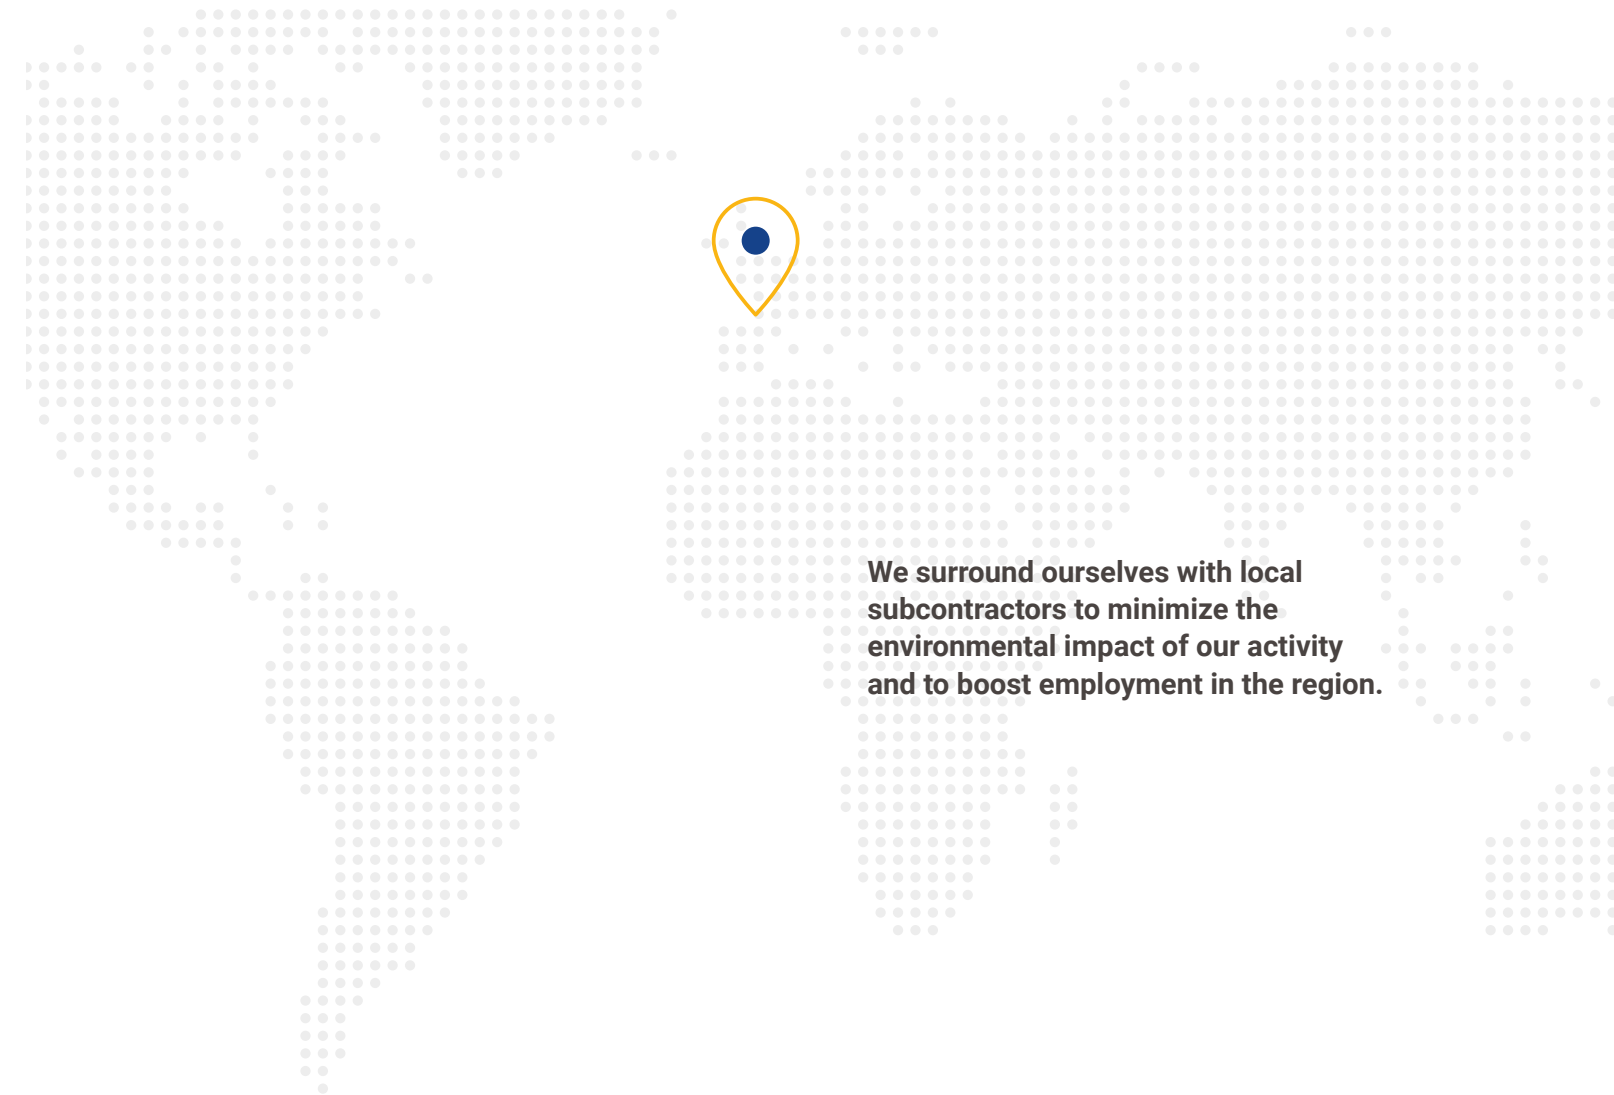 We surround ourselves with local
subcontractors to minimize the
environmental impact of our activity
and to boost employment in the region.